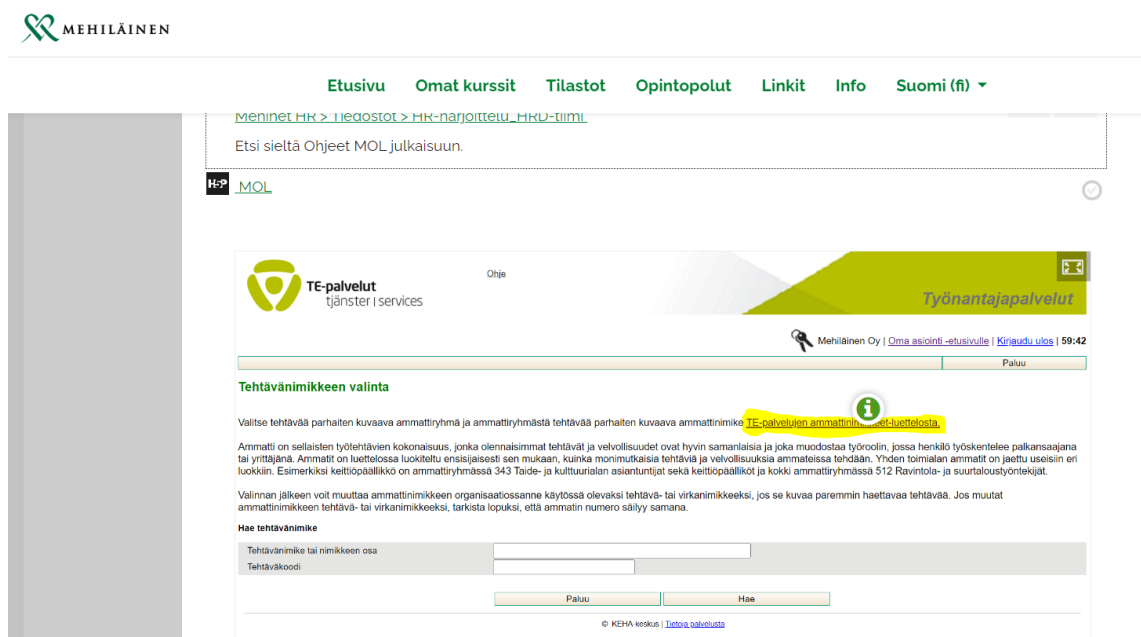 MEHILÄINEN
Etusivu Omat kurssit Tilastot Opintopolut Linkit Info Suomi (fi)
Meninet HR > Tiedostot > HR-harjoittelu_HRD-tiimi
Etsi sieltä Ohjeet MOL julkaisuun.
H5P MOL
TE-palvelut
tjänster | services
Ohje
Työnantajapalvelut
Mehiläinen Oy | Oma asiointi -etusivulle | Kirjaudu ulos | 59:42
Paluu
Tehtävänimikkeen valinta
Valitse tehtävää parhaiten kuvaava ammattiryhmä ja ammattiryhmästä tehtävää parhaiten kuvaava ammattinimike TE-palvelujen ammattinimikkeet-luettelosta.
Ammatti on sellaisten työtehtävien kokonaisuus, jonka olennaisimmat tehtävät ja velvollisuudet ovat hyvin samanlaisia ja joka muodostaa työroolin, jossa henkilö työskentelee palkansaajana
tai yrittäjänä. Ammatit on luettelossa luokiteltu ensisijaisesti sen mukaan, kuinka monimutkaisia tehtäviä ja velvollisuuksia ammateissa tehdään. Yhden toimialan ammatit on jaettu useisiin eri
luokkiin. Esimerkiksi keittiöpäällikkö on ammattiryhmässä 343 Taide- ja kulttuurialan asiantuntijat sekä keittiöpäälliköt ja kokki ammattiryhmässä 512 Ravintola- ja suurtaloustyöntekijät.
Valinnan jälkeen voit muuttaa ammattinimikkeen organisaatiossanne käytössä olevaksi tehtävä- tai virkanimikkeeksi, jos se kuvaa paremmin haettavaa tehtävää. Jos muutat
ammattinimikkeen tehtävä- tai virkanimikkeeksi, tarkista lopuksi, että ammatin numero säilyy samana.
Hae tehtävänimike
Tehtävänimike tai nimikkeen osa
Tehtäväkoodi
Paluu Hae
© KEHA-keskus | Tietoja palvelusta